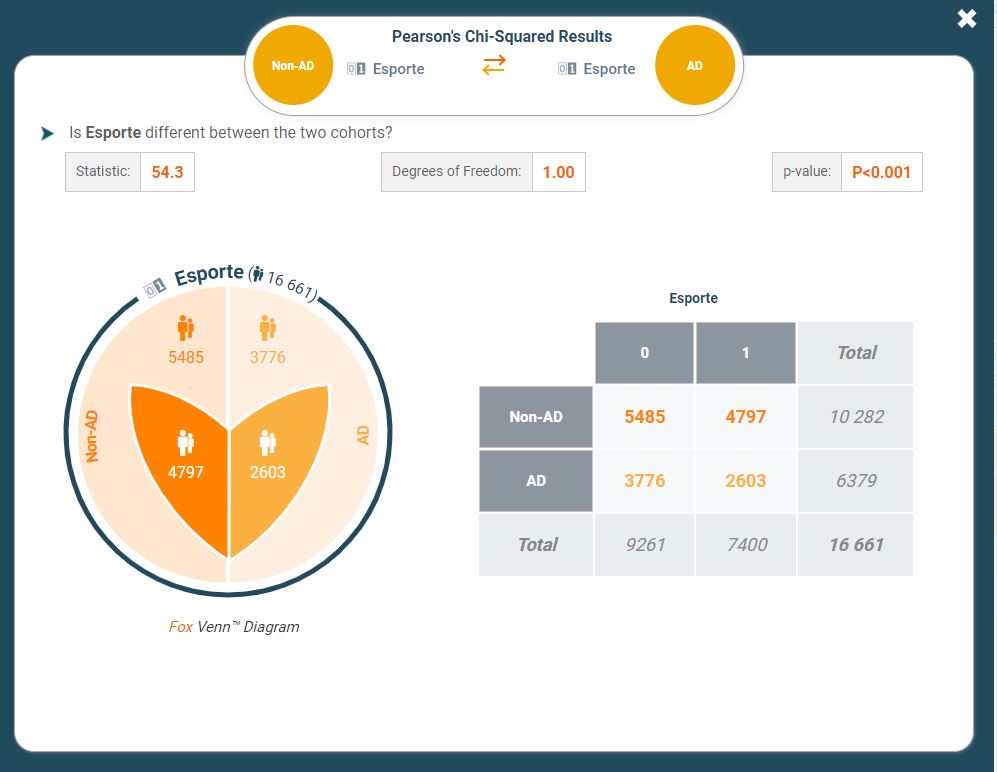 ✖
Pearson's Chi-Squared Results
Non-AD
01 Esporte
01 Esporte
AD
Is Esporte different between the two cohorts?
Statistic: 54.3
Degrees of Freedom: 1.00
p-value: P<0.001
01 Esporte (16 661)
5485 3776
Non-AD
AD
4797 2603
Fox Venn™ Diagram
Esporte
0 1 Total
Non-AD 5485 4797 10 282
AD 3776 2603 6379
Total 9261 7400 16 661